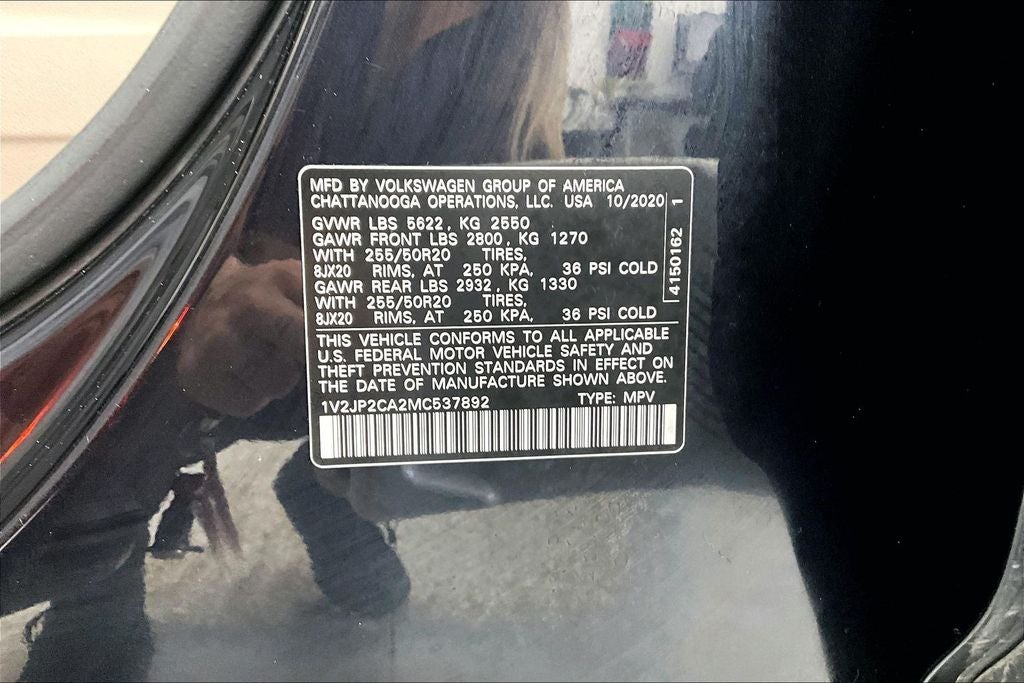 MFD BY VOLKSWAGEN GROUP OF AMERICA
CHATTANOOGA OPERATIONS, LLC. USA 10/2020
GVWR LBS 5622, KG 2550
GAWR FRONT LBS 2800, KG 1270
WITH 255/50R20 TIRES,
8JX20 RIMS, AT 250 KPA, 36 PSI COLD
GAWR REAR LBS 2932, KG 1330
WITH 255/50R20 TIRES,
8JX20 RIMS, AT 250 KPA, 36 PSI COLD
4150162 1
THIS VEHICLE CONFORMS TO ALL APPLICABLE
U.S. FEDERAL MOTOR VEHICLE SAFETY AND
THEFT PREVENTION STANDARDS IN EFFECT ON
THE DATE OF MANUFACTURE SHOWN ABOVE.
1V2JP2CA2MC537892 TYPE: MPV